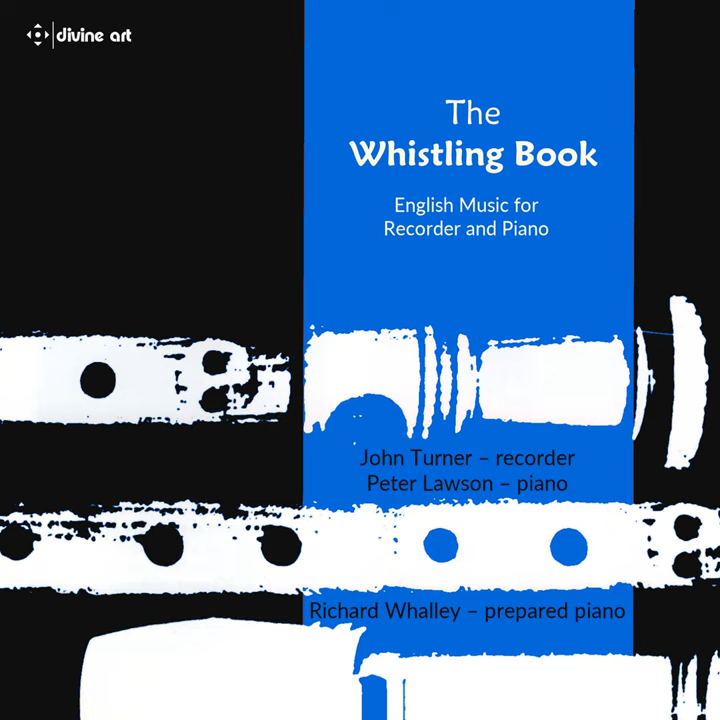 divine art
The
Whistling Book
English Music for
Recorder and Piano
John Turner – recorder
Peter Lawson – piano
Richard Whalley – prepared piano